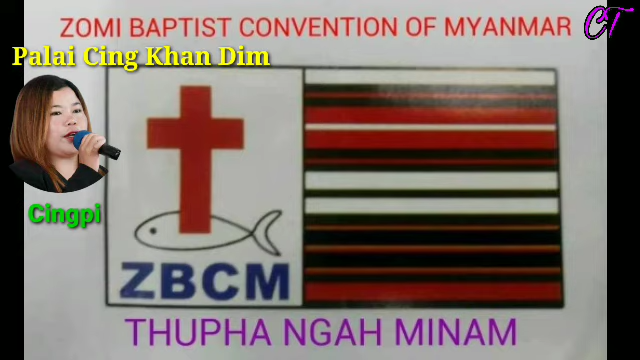 ZOMI BAPTIST CONVENTION OF MYANMAR
CT
Palai Cing Khan Dim
Cingpi
ZBCM
THUPHA NGAH MINAM